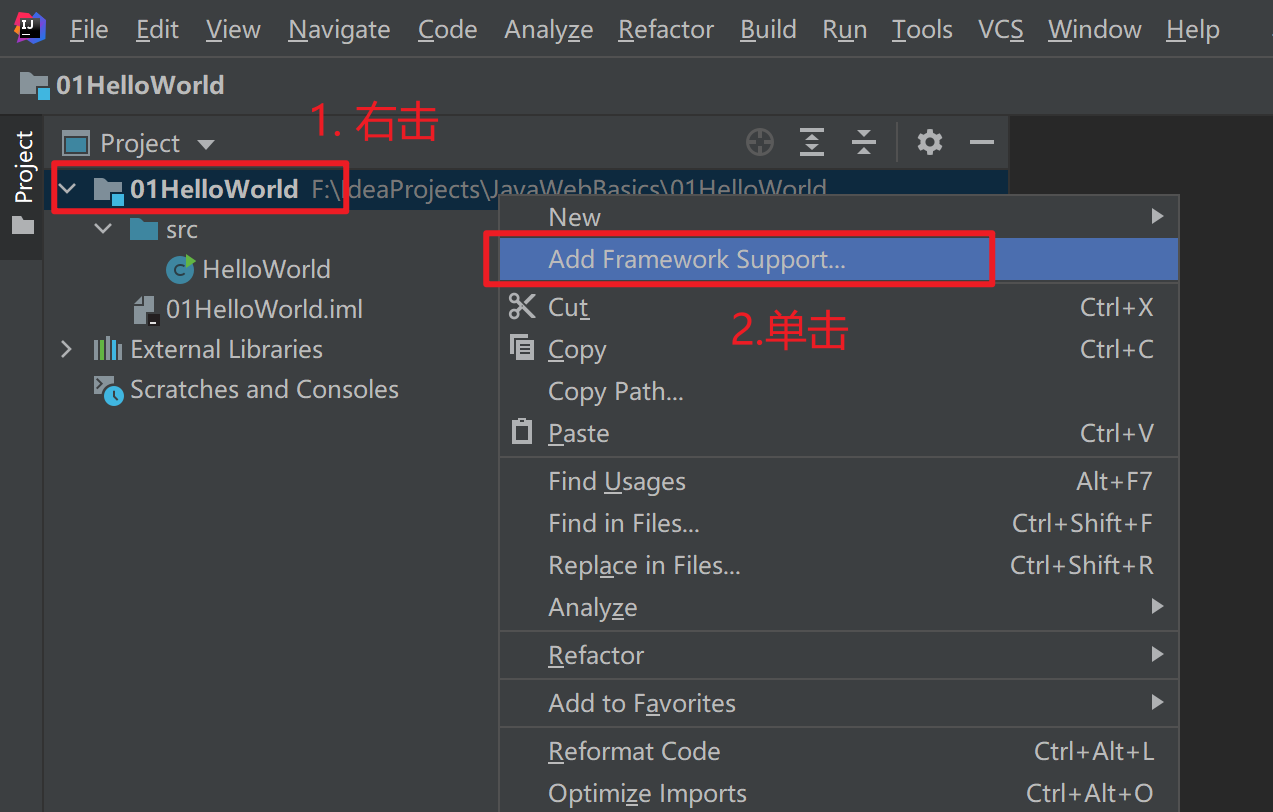 IJ
File Edit View Navigate Code Analyze Refactor Build Run Tools VCS Window Help
01HelloWorld
1. 右击
Project
Project
01HelloWorld F:\IdeaProjects\JavaWebBasics\01HelloWorld
src
C HelloWorld
01HelloWorld.iml
External Libraries
Scratches and Consoles
New
Add Framework Support...
2.单击
Cut Ctrl+X
Copy Ctrl+C
Copy Path...
Paste Ctrl+V
Find Usages Alt+F7
Find in Files... Ctrl+Shift+F
Replace in Files... Ctrl+Shift+R
Analyze
Refactor
Add to Favorites
Reformat Code Ctrl+Alt+L
Optimize Imports Ctrl+Alt+O